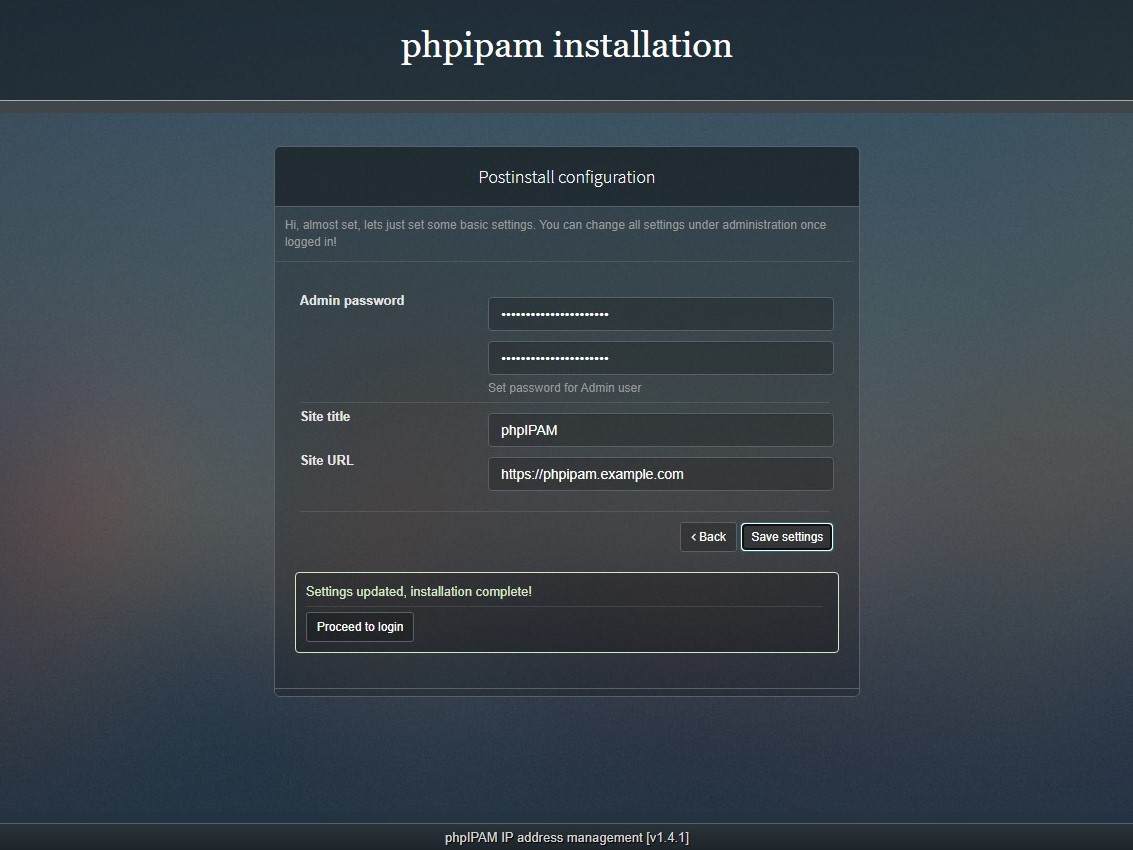 phpipam installation
Postinstall configuration
Hi, almost set, lets just set some basic settings. You can change all settings under administration once
logged in!
Admin password
••••••••••••••••••••••
••••••••••••••••••••••
Set password for Admin user
Site title
phpIPAM
Site URL
https://phpipam.example.com
‹ Back
Save settings
Settings updated, installation complete!
Proceed to login
phpIPAM IP address management [v1.4.1]